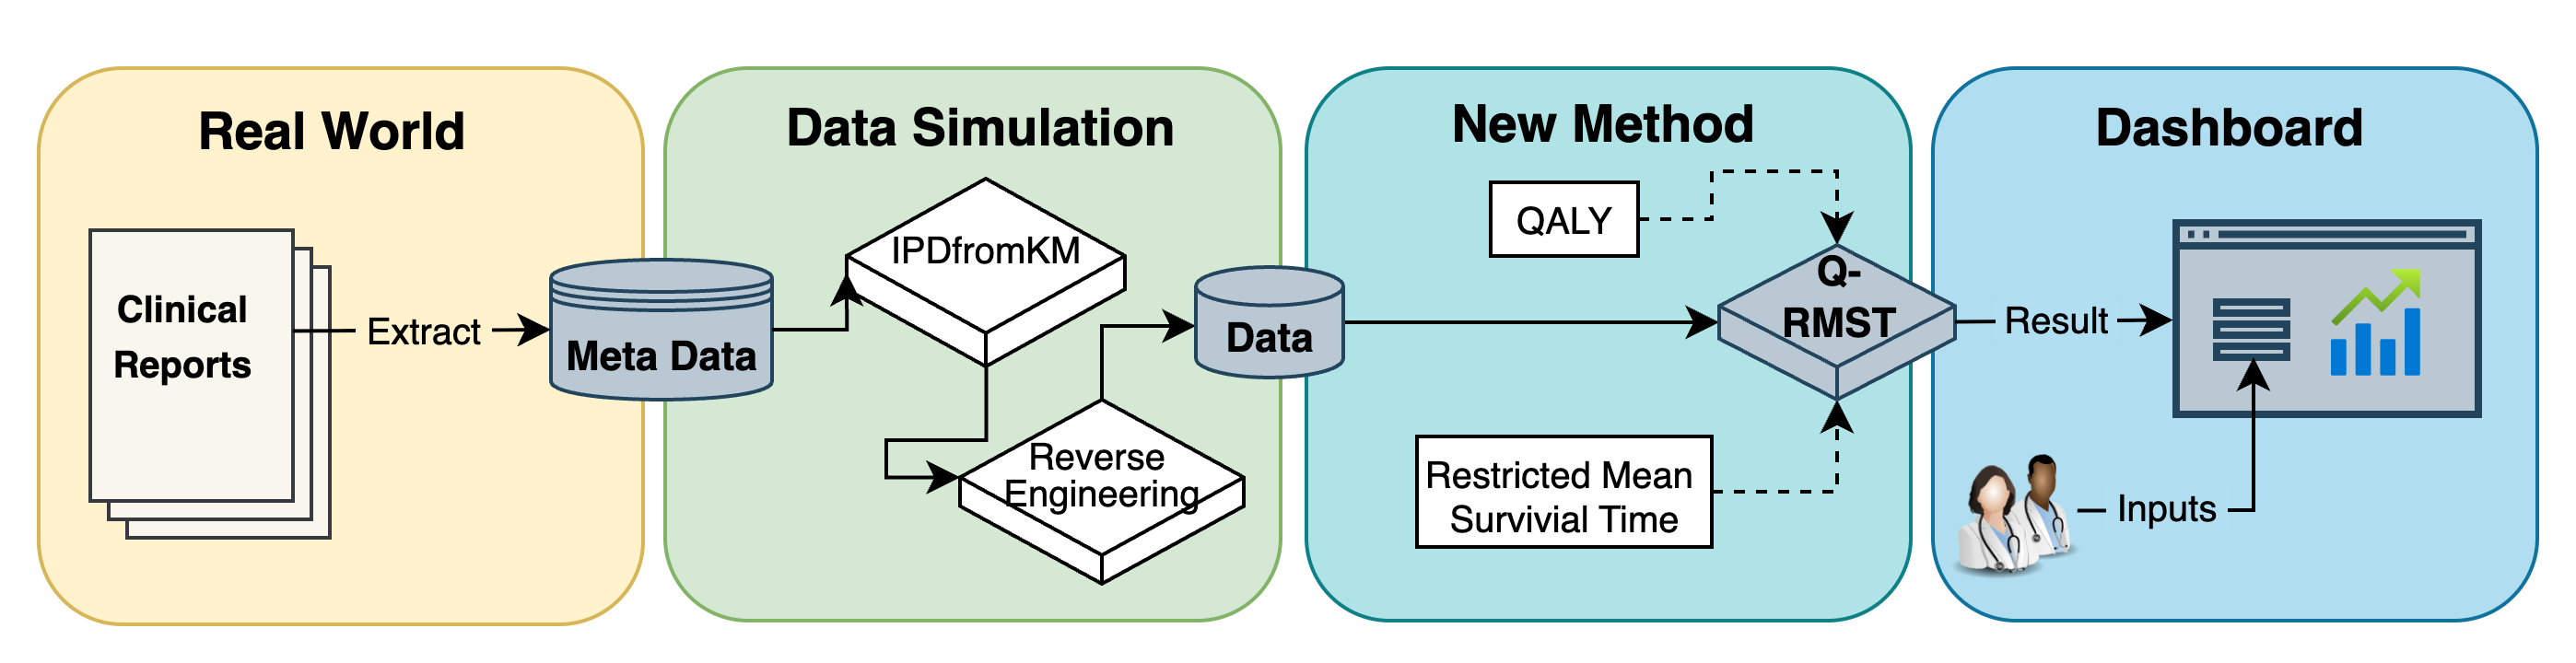 Real World
Clinical
Reports
Extract
Meta Data
Data Simulation
IPDfromKM
Reverse
Engineering
Data
New Method
QALY
Q-
RMST
Restricted Mean
Survivial Time
Dashboard
Result
Inputs